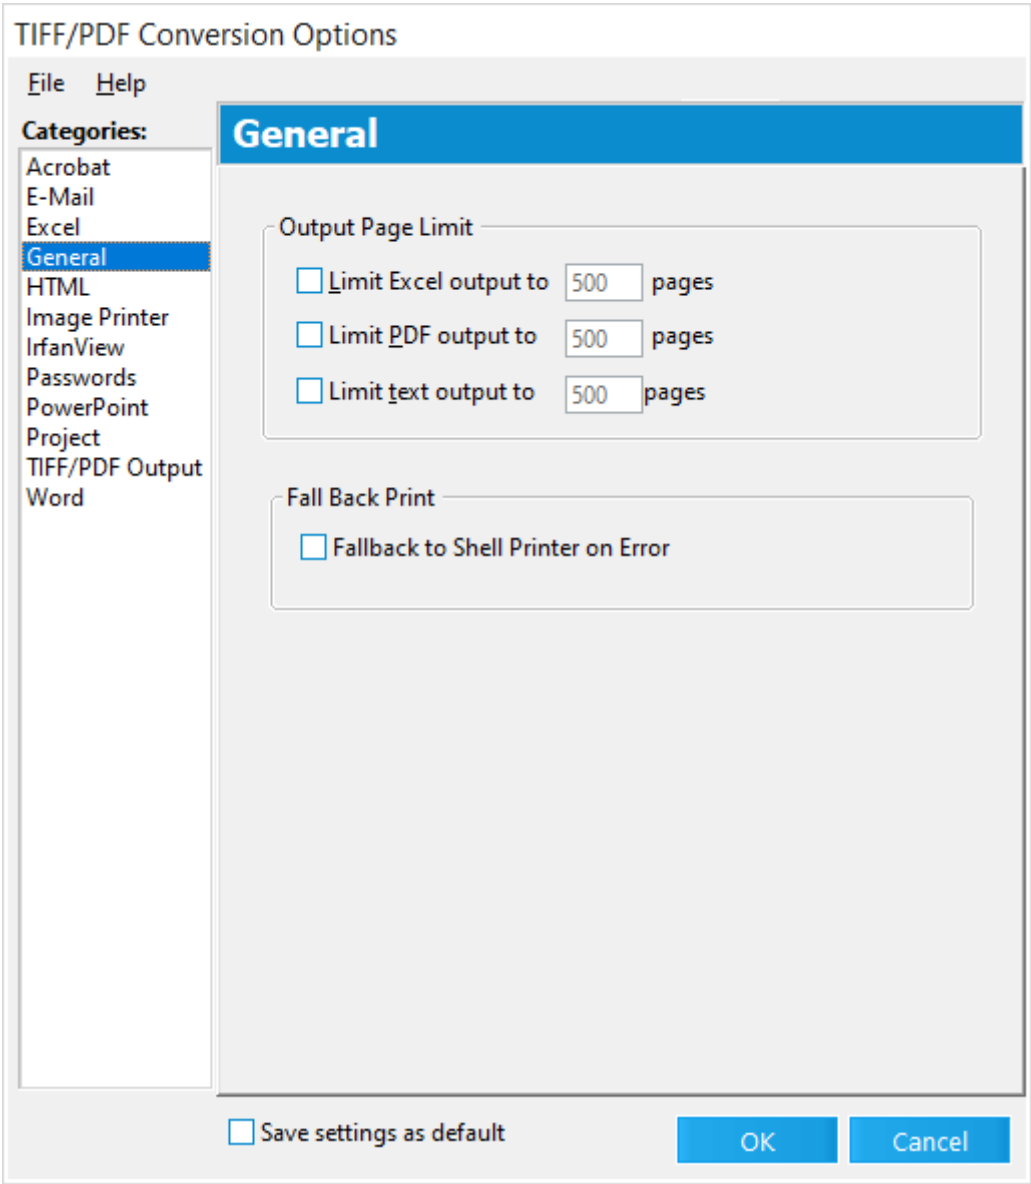 TIFF/PDF Conversion Options
File Help
Categories:
Acrobat
E-Mail
Excel
General
HTML
Image Printer
IrfanView
Passwords
PowerPoint
Project
TIFF/PDF Output
Word
General
Output Page Limit
Limit Excel output to 500 pages
Limit PDF output to 500 pages
Limit text output to 500 pages
Fall Back Print
Fallback to Shell Printer on Error
Save settings as default
OK Cancel